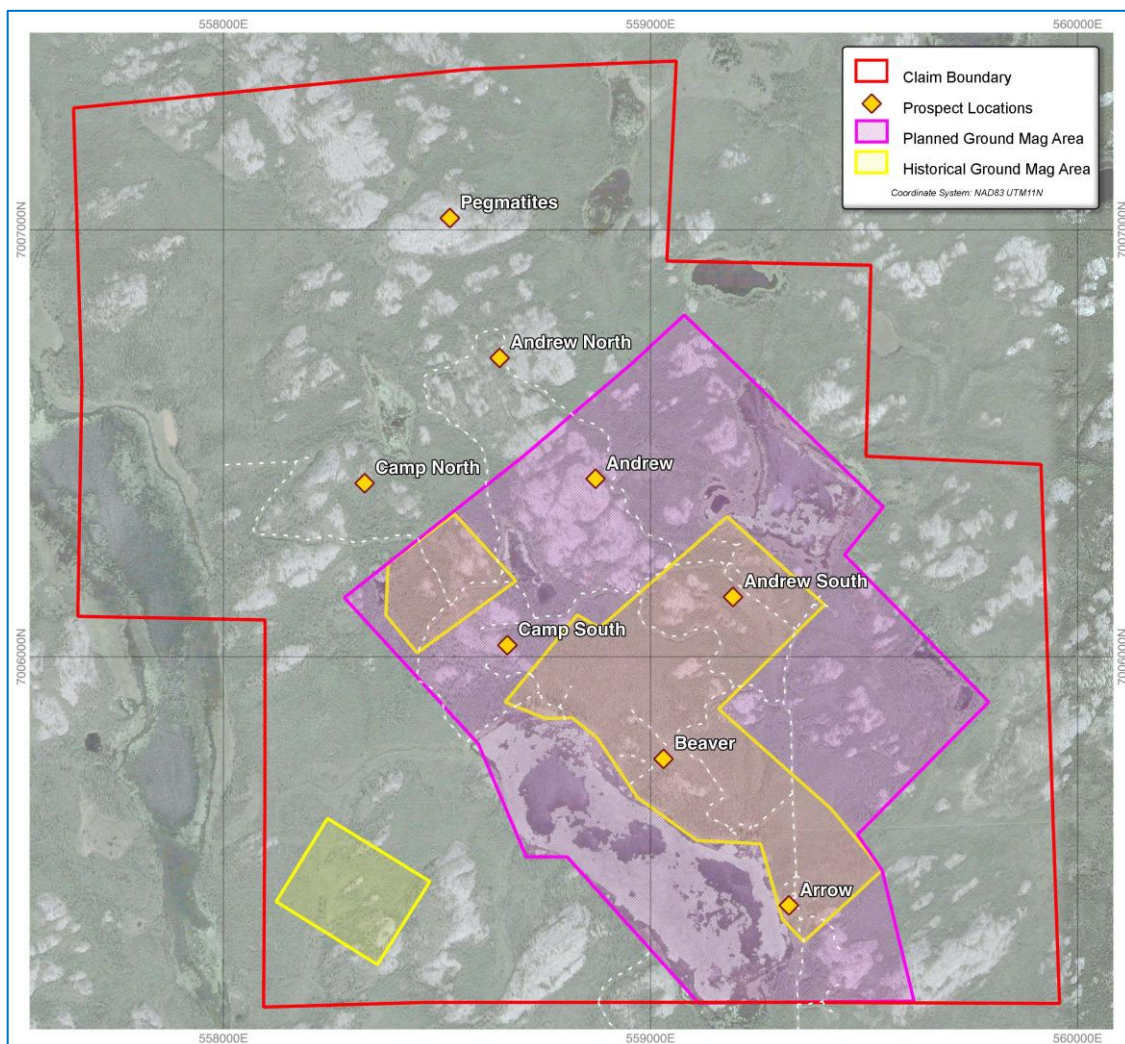 558000E
559000E
560000E
Claim Boundary
Prospect Locations
Planned Ground Mag Area
Historical Ground Mag Area
Coordinate System: NAD83 UTM11N
Pegmatites
7007000N
7007000N
Andrew North
Camp North
Andrew
Andrew South
Camp South
7006000N
7006000N
Beaver
Arrow
558000E
559000E
560000E